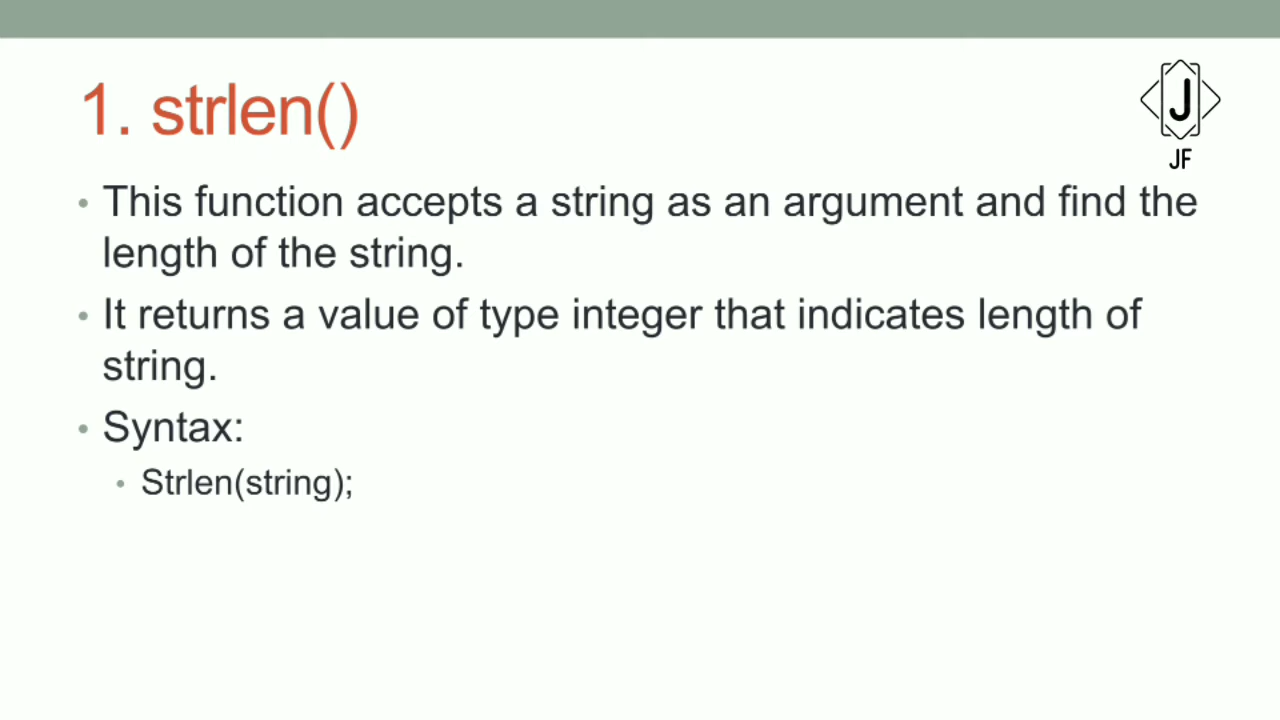 1. strlen()
J
JF
• This function accepts a string as an argument and find the
length of the string.
• It returns a value of type integer that indicates length of
string.
• Syntax:
• Strlen(string);